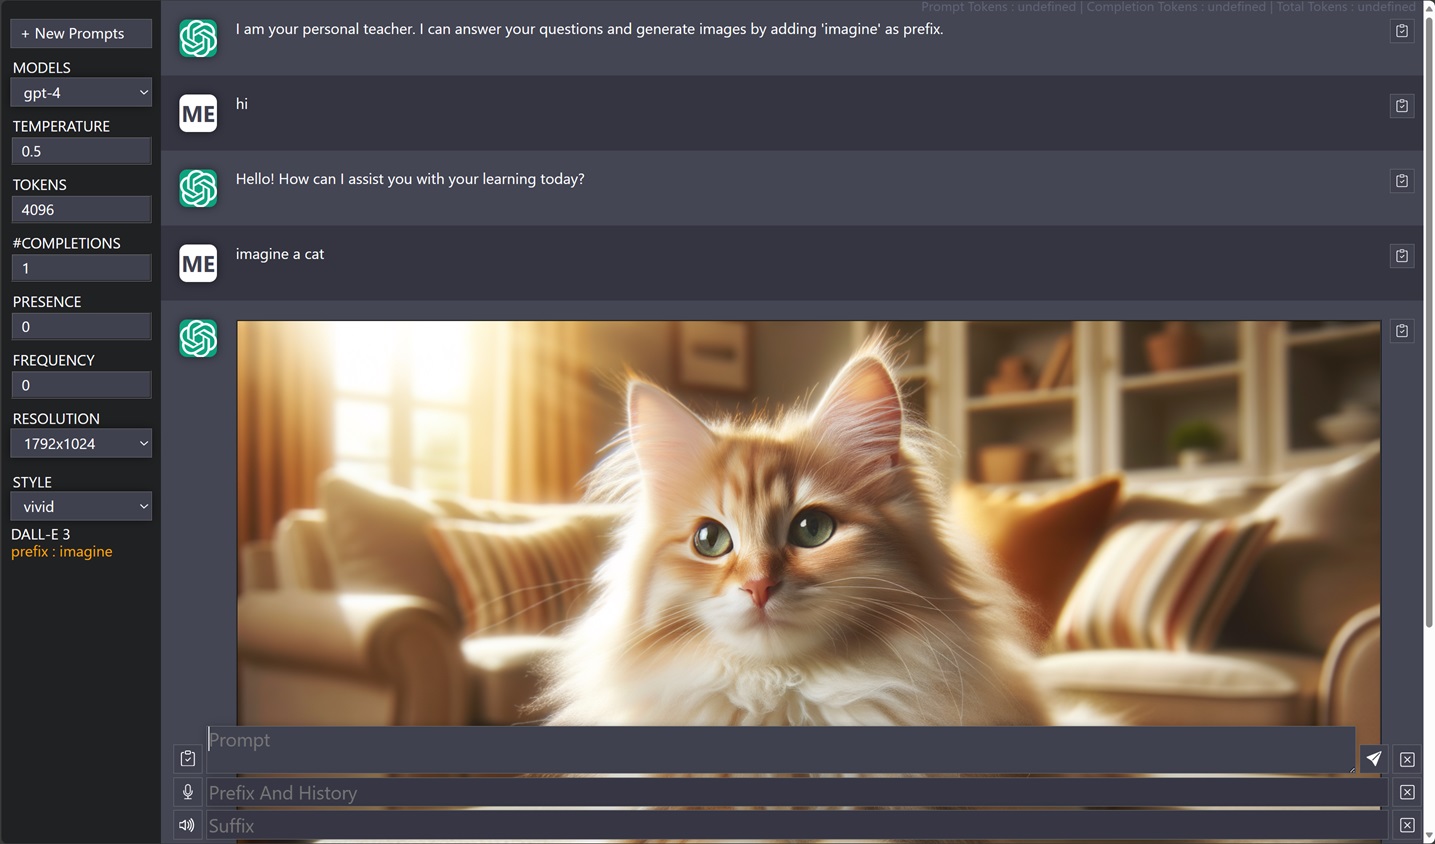 Prompt Tokens : undefined | Completion Tokens : undefined | Total Tokens : undefined
+ New Prompts
MODELS
gpt-4
TEMPERATURE
0.5
TOKENS
4096
#COMPLETIONS
1
PRESENCE
0
FREQUENCY
0
RESOLUTION
1792x1024
STYLE
vivid
DALL-E 3
prefix : imagine
I am your personal teacher. I can answer your questions and generate images by adding 'imagine' as prefix.
ME
hi
Hello! How can I assist you with your learning today?
ME
imagine a cat
Prompt
Prefix And History
Suffix